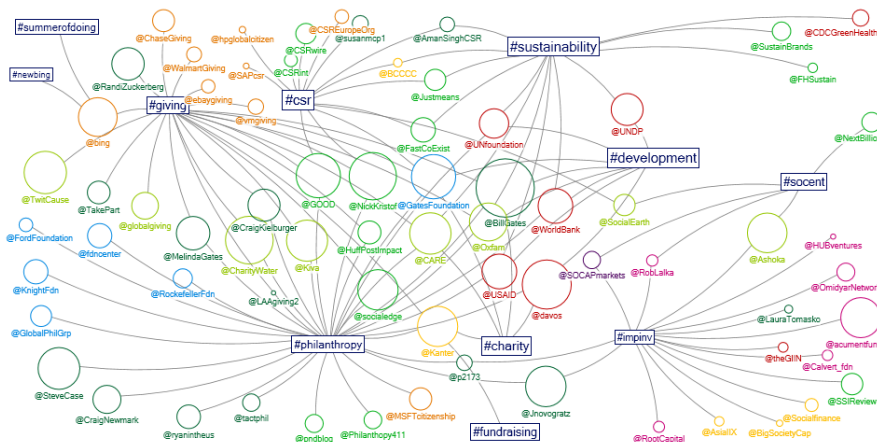 #summerofdoing
@ChaseGiving
@hpglobalcitizen
@CSREuropeOrg
@susanmcp1
@AmanSinghCSR
@CDCGreenHealth
#sustainability
@CSRwire
@SustainBrands
#newbing
@WalmartGiving
@SAPcsr
@CSRint
@BCCCC
@FHSustain
@RandiZuckerberg
@ebaygiving
#csr
@Justmeans
#giving
@vmgiving
@bing
@FastCoExist
@UNfoundation
@UNDP
@NextBillio
#development
#socent
@TwitCause
@TakePart
@GOOD
@NickKristof
@GatesFoundation
@BillGates
@SocialEarth
@globalgiving
@CraigKielburger
@WorldBank
@FordFoundation
@fdncenter
@MelindaGates
@CharityWater
@Kiva
@HuffPostImpact
@CARE
@Oxfam
@HUBventures
@Ashoka
@SOCAPmarkets
@RobLalka
@KnightFdn
@RockefellerFdn
@LAAgiving2
@socialedge
@USAID
@davos
@OmidyarNetwor
@LauraTomasko
@GlobalPhilGrp
#philanthropy
@Kanter
#charity
#impinv
@acumentfun
@theGIIN
@Calvert_fdn
@p2173
@SteveCase
@Jnovogratz
@SSIReview
@CraigNewmark
@tactphil
@MSFTcitizenship
@Socialfinance
@ryanintheus
@pndblog
@Philanthropy411
#fundraising
@RootCapital
@AsiaIIX
@BigSocietyCap